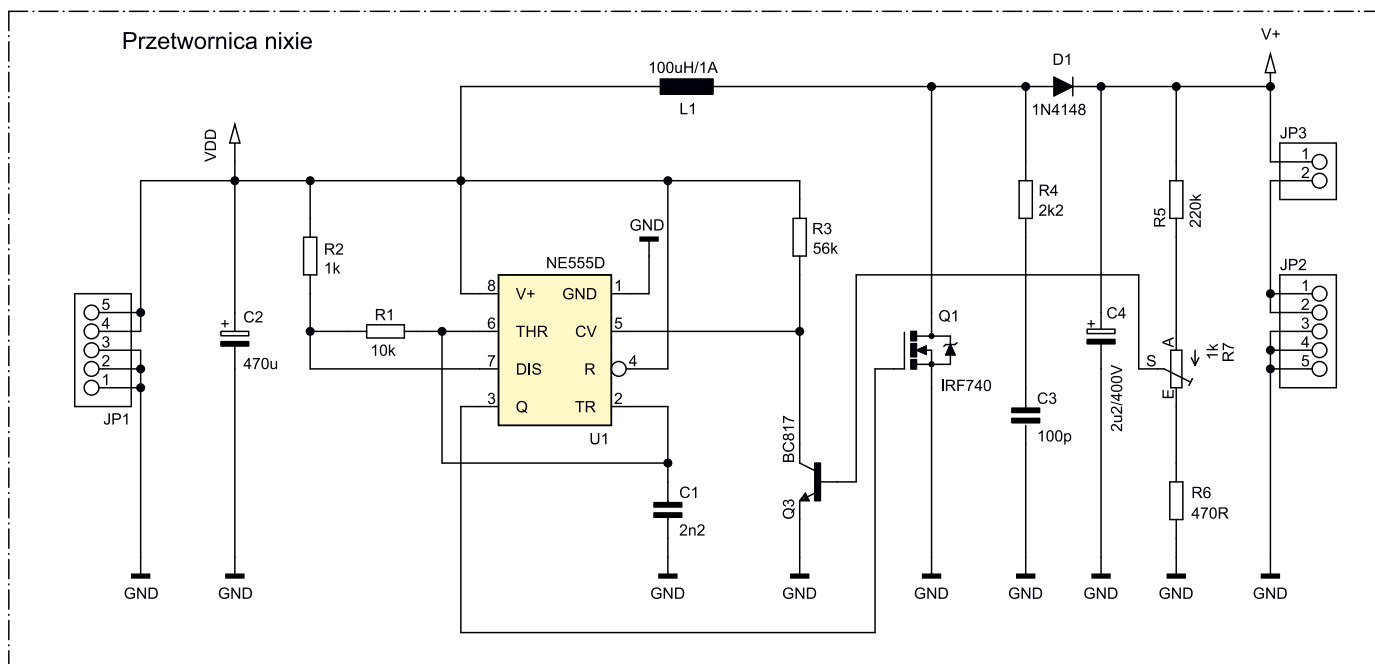 Przetwornica nixie
V+
100uH/1A
L1
D1
1N4148
VDD
JP3
1
2
R4
2k2
R5
220k
R3
56k
GND
R2
1k
NE555D
8 V+ GND 1
6 THR CV 5
7 DIS R 4
3 Q TR 2
U1
R1
10k
JP2
1
2
3
4
5
5
4
3
2
1
JP1
C2
+
470u
Q1
IRF740
C4
+
2u2/400V
A
S
E
1k
R7
C3
100p
BC817
Q3
C1
2n2
R6
470R
GND
GND
GND
GND
GND
GND
GND
GND
GND